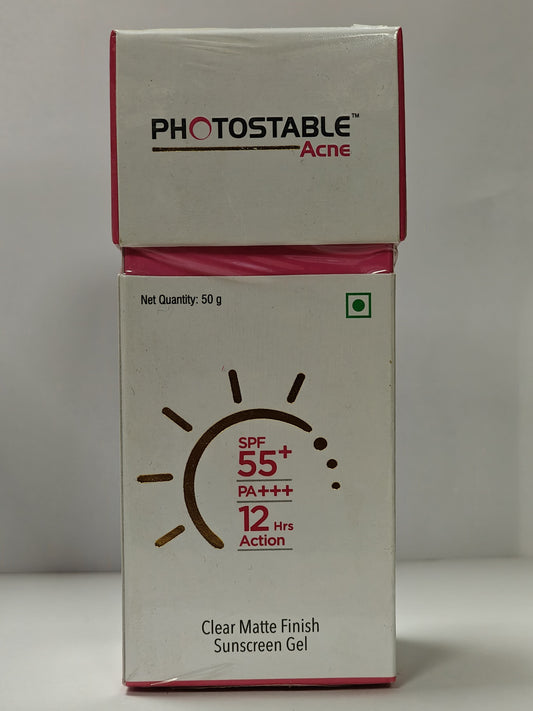 PHOTOSTABLE™
Acne
Net Quantity: 50 g
SPF
55+
PA+++
12 Hrs
Action
Clear Matte Finish
Sunscreen Gel